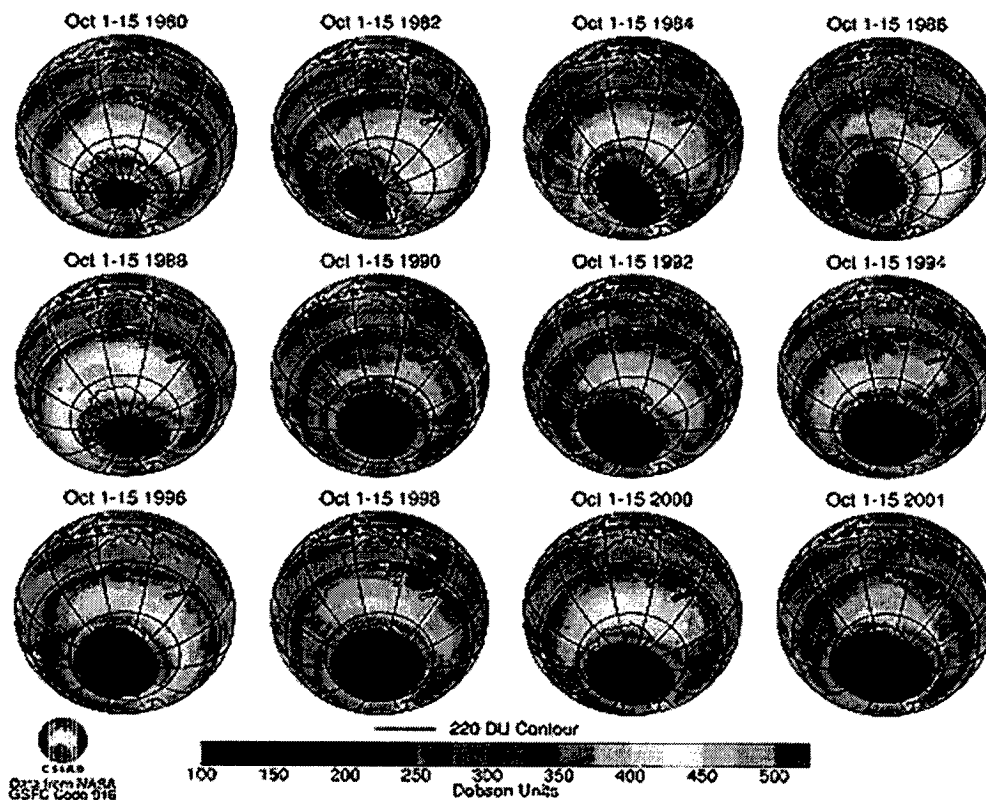 Oct 1-15 1980 Oct 1-15 1982 Oct 1-15 1984 Oct 1-15 1986
Oct 1-15 1988 Oct 1-15 1990 Oct 1-15 1992 Oct 1-15 1994
Oct 1-15 1996 Oct 1-15 1998 Oct 1-15 2000 Oct 1-15 2001
220 DU Contour
CSIRO
Data from NASA
GSFC Code 916
100 150 200 250 300 350 400 450 500
Dobson Units